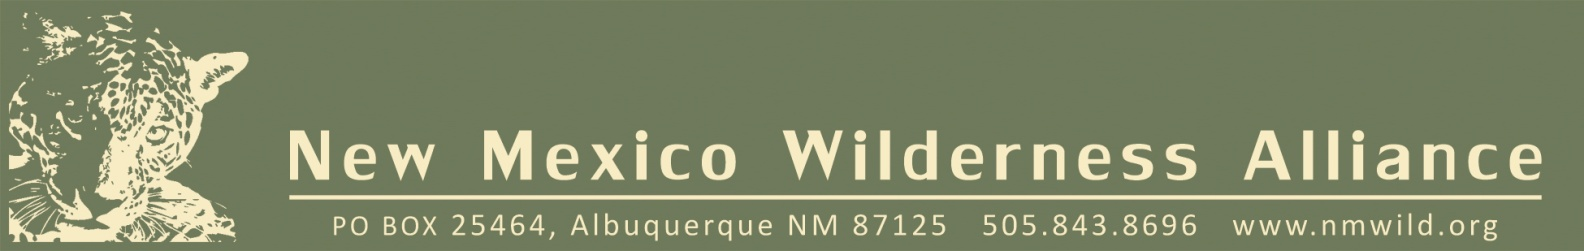 New Mexico Wilderness Alliance
PO BOX 25464, Albuquerque NM 87125 505.843.8696 www.nmwild.org